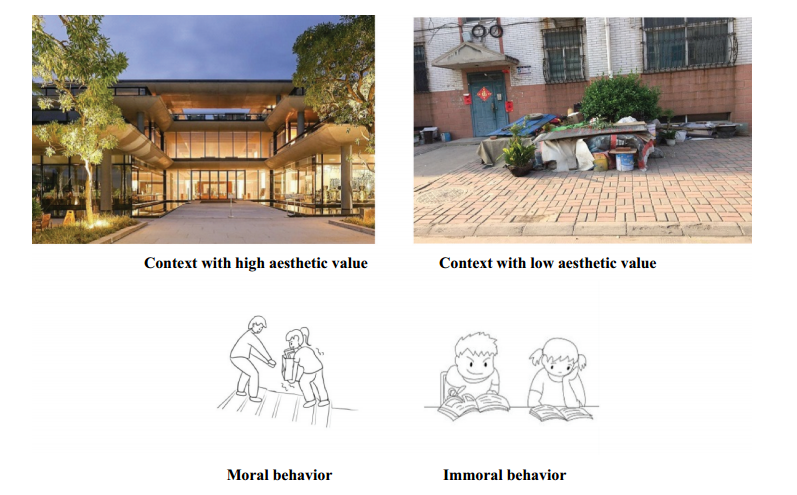 Context with high aesthetic value
Context with low aesthetic value
Moral behavior
Immoral behavior